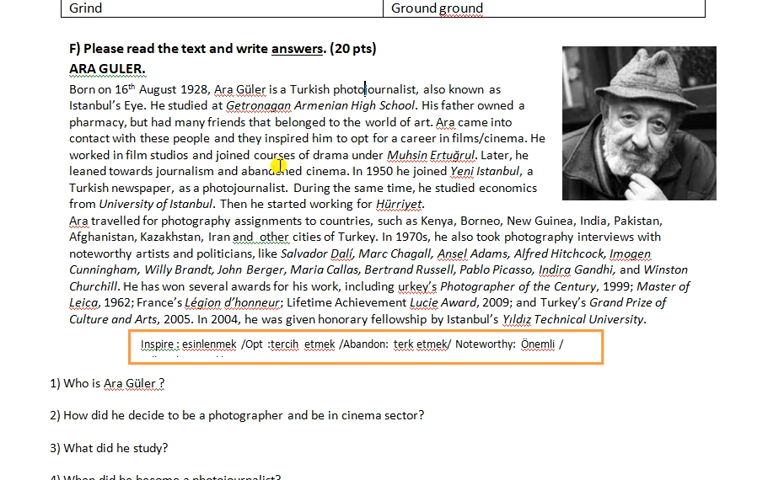 Grind
Ground ground
F) Please read the text and write answers. (20 pts)
ARA GULER.
Born on 16th August 1928, Ara Güler is a Turkish photojournalist, also known as
Istanbul's Eye. He studied at Getronagan Armenian High School. His father owned a
pharmacy, but had many friends that belonged to the world of art. Ara came into
contact with these people and they inspired him to opt for a career in films/cinema. He
worked in film studios and joined courses of drama under Muhsin Ertuğrul. Later, he
leaned towards journalism and abandoned cinema. In 1950 he joined Yeni Istanbul, a
Turkish newspaper, as a photojournalist. During the same time, he studied economics
from University of Istanbul. Then he started working for Hürriyet.
Ara travelled for photography assignments to countries, such as Kenya, Borneo, New Guinea, India, Pakistan,
Afghanistan, Kazakhstan, Iran and other cities of Turkey. In 1970s, he also took photography interviews with
noteworthy artists and politicians, like Salvador Dalí, Marc Chagall, Ansel Adams, Alfred Hitchcock, Imogen
Cunningham, Willy Brandt, John Berger, Maria Callas, Bertrand Russell, Pablo Picasso, Indira Gandhi, and Winston
Churchill. He has won several awards for his work, including urkey's Photographer of the Century, 1999; Master of
Leica, 1962; France's Légion d'honneur; Lifetime Achievement Lucie Award, 2009; and Turkey's Grand Prize of
Culture and Arts, 2005. In 2004, he was given honorary fellowship by Istanbul's Yıldız Technical University.
Inspire : esinlenmek /Opt :tercih etmek /Abandon: terk etmek/ Noteworthy: Önemli /
1) Who is Ara Güler ?
2) How did he decide to be a photographer and be in cinema sector?
3) What did he study?
4) When did he become a photojournalist?